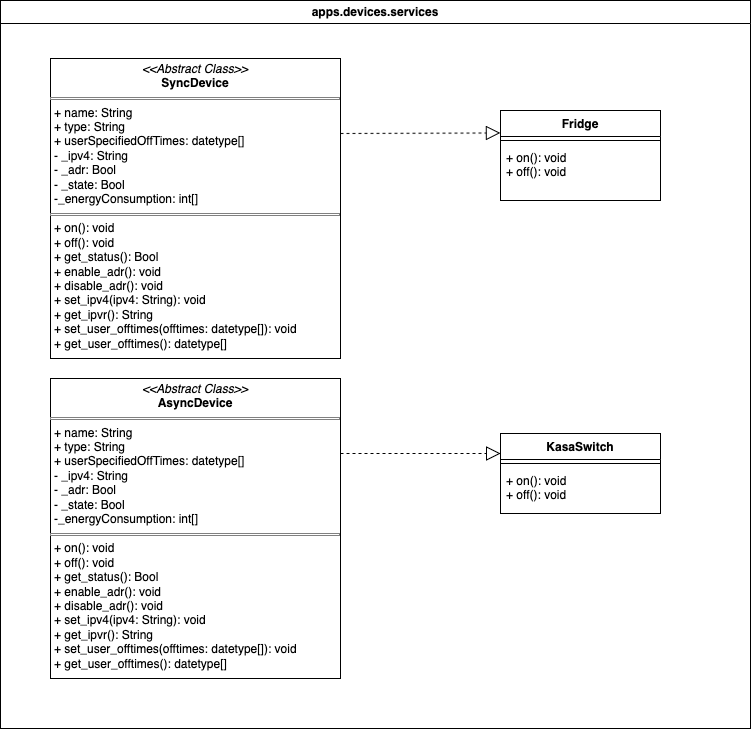 apps.devices.services
<<Abstract Class>>
SyncDevice
+ name: String
+ type: String
+ userSpecifiedOffTimes: datetype[]
- _ipv4: String
- _adr: Bool
- _state: Bool
-_energyConsumption: int[]
+ on(): void
+ off(): void
+ get_status(): Bool
+ enable_adr(): void
+ disable_adr(): void
+ set_ipv4(ipv4: String): void
+ get_ipvr(): String
+ set_user_offtimes(offtimes: datetype[]): void
+ get_user_offtimes(): datetype[]
Fridge
+ on(): void
+ off(): void
<<Abstract Class>>
AsyncDevice
+ name: String
+ type: String
+ userSpecifiedOffTimes: datetype[]
- _ipv4: String
- _adr: Bool
- _state: Bool
-_energyConsumption: int[]
+ on(): void
+ off(): void
+ get_status(): Bool
+ enable_adr(): void
+ disable_adr(): void
+ set_ipv4(ipv4: String): void
+ get_ipvr(): String
+ set_user_offtimes(offtimes: datetype[]): void
+ get_user_offtimes(): datetype[]
KasaSwitch
+ on(): void
+ off(): void